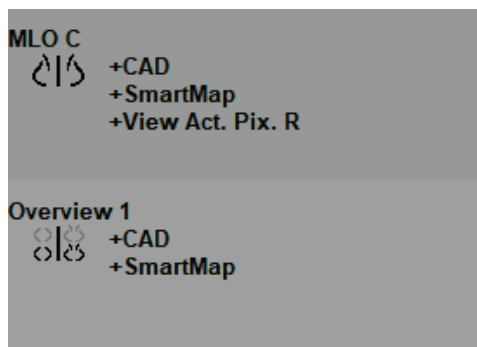 MLO C
+CAD
+SmartMap
+View Act. Pix. R
Overview 1
+CAD
+SmartMap